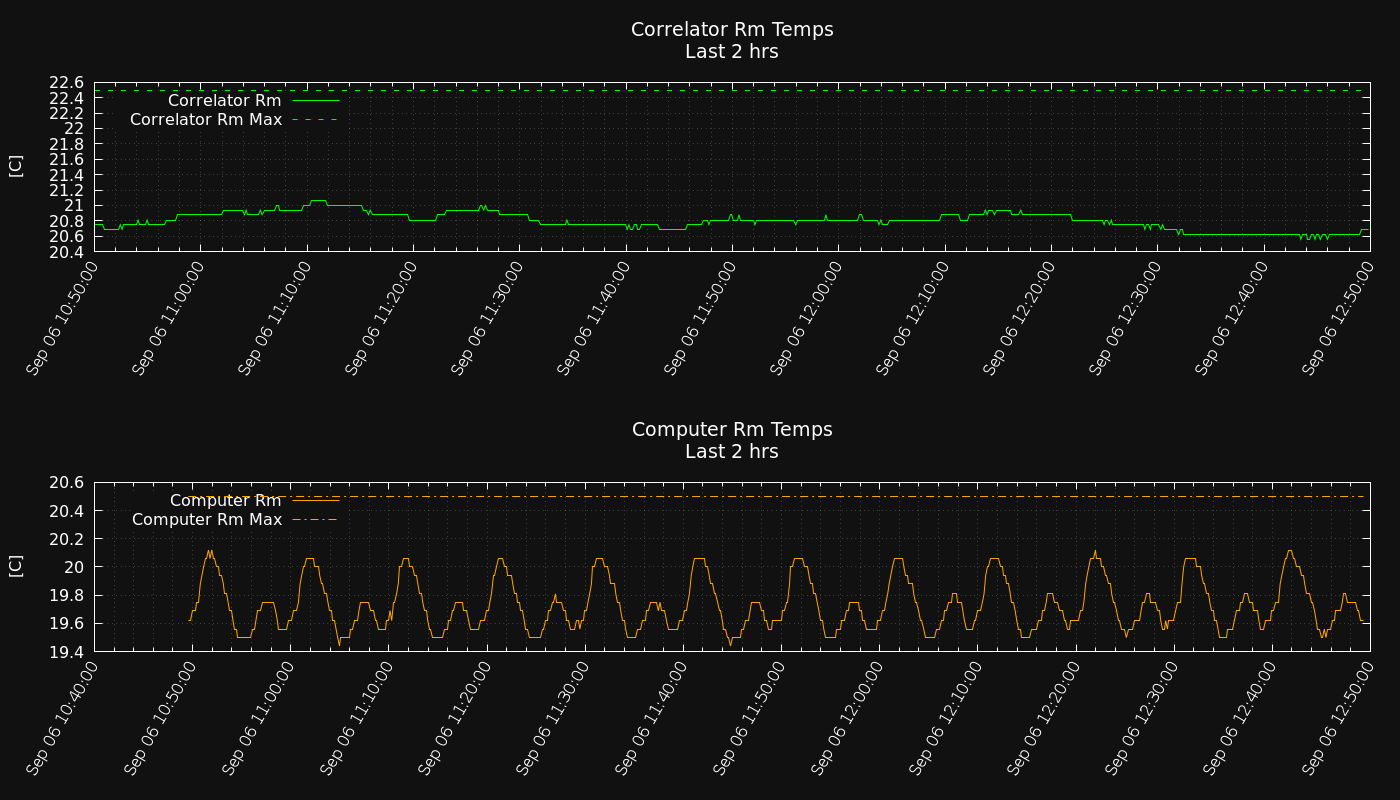 Correlator Rm Temps
Last 2 hrs
22.6
22.4
22.2
22
21.8
21.6
21.4
21.2
21
20.8
20.6
20.4
[C]
Correlator Rm
Correlator Rm Max
Sep 06 10:50:00
Sep 06 11:00:00
Sep 06 11:10:00
Sep 06 11:20:00
Sep 06 11:30:00
Sep 06 11:40:00
Sep 06 11:50:00
Sep 06 12:00:00
Sep 06 12:10:00
Sep 06 12:20:00
Sep 06 12:30:00
Sep 06 12:40:00
Sep 06 12:50:00
Computer Rm Temps
Last 2 hrs
20.6
20.4
20.2
20
19.8
19.6
19.4
[C]
Computer Rm
Computer Rm Max
Sep 06 10:40:00
Sep 06 10:50:00
Sep 06 11:00:00
Sep 06 11:10:00
Sep 06 11:20:00
Sep 06 11:30:00
Sep 06 11:40:00
Sep 06 11:50:00
Sep 06 12:00:00
Sep 06 12:10:00
Sep 06 12:20:00
Sep 06 12:30:00
Sep 06 12:40:00
Sep 06 12:50:00